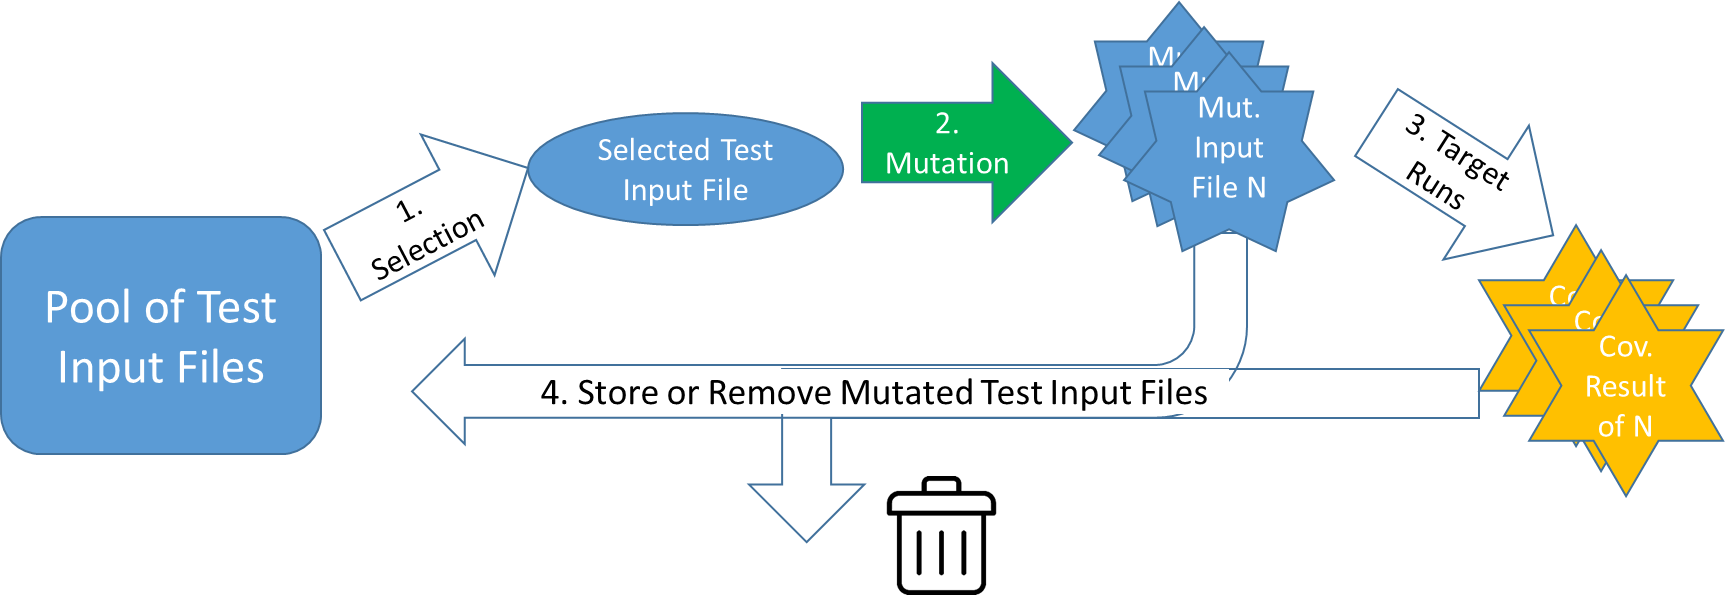 Pool of Test
Input Files
1.
Selection
Selected Test
Input File
2.
Mutation
Mut.
Input
File N
3. Target
Runs
Cov.
Result
of N
4. Store or Remove Mutated Test Input Files